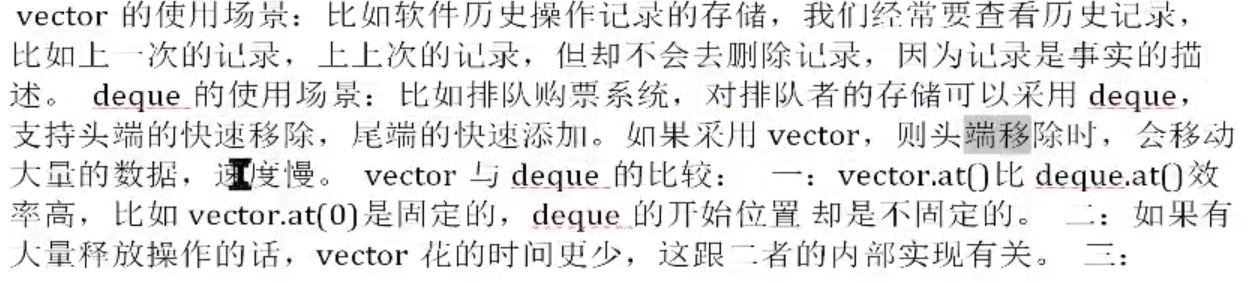 vector 的使用场景：比如软件历史操作记录的存储，我们经常要查看历史记录，
比如上一次的记录，上上次的记录，但却不会去删除记录，因为记录是事实的描
述。 deque 的使用场景：比如排队购票系统，对排队者的存储可以采用 deque，
支持头端的快速移除，尾端的快速添加。如果采用 vector，则头端移除时，会移动
大量的数据，速度慢。 vector 与 deque 的比较： 一：vector.at()比 deque.at()效
率高，比如 vector.at(0)是固定的，deque 的开始位置 却是不固定的。 二：如果有
大量释放操作的话，vector 花的时间更少，这跟二者的内部实现有关。 三：